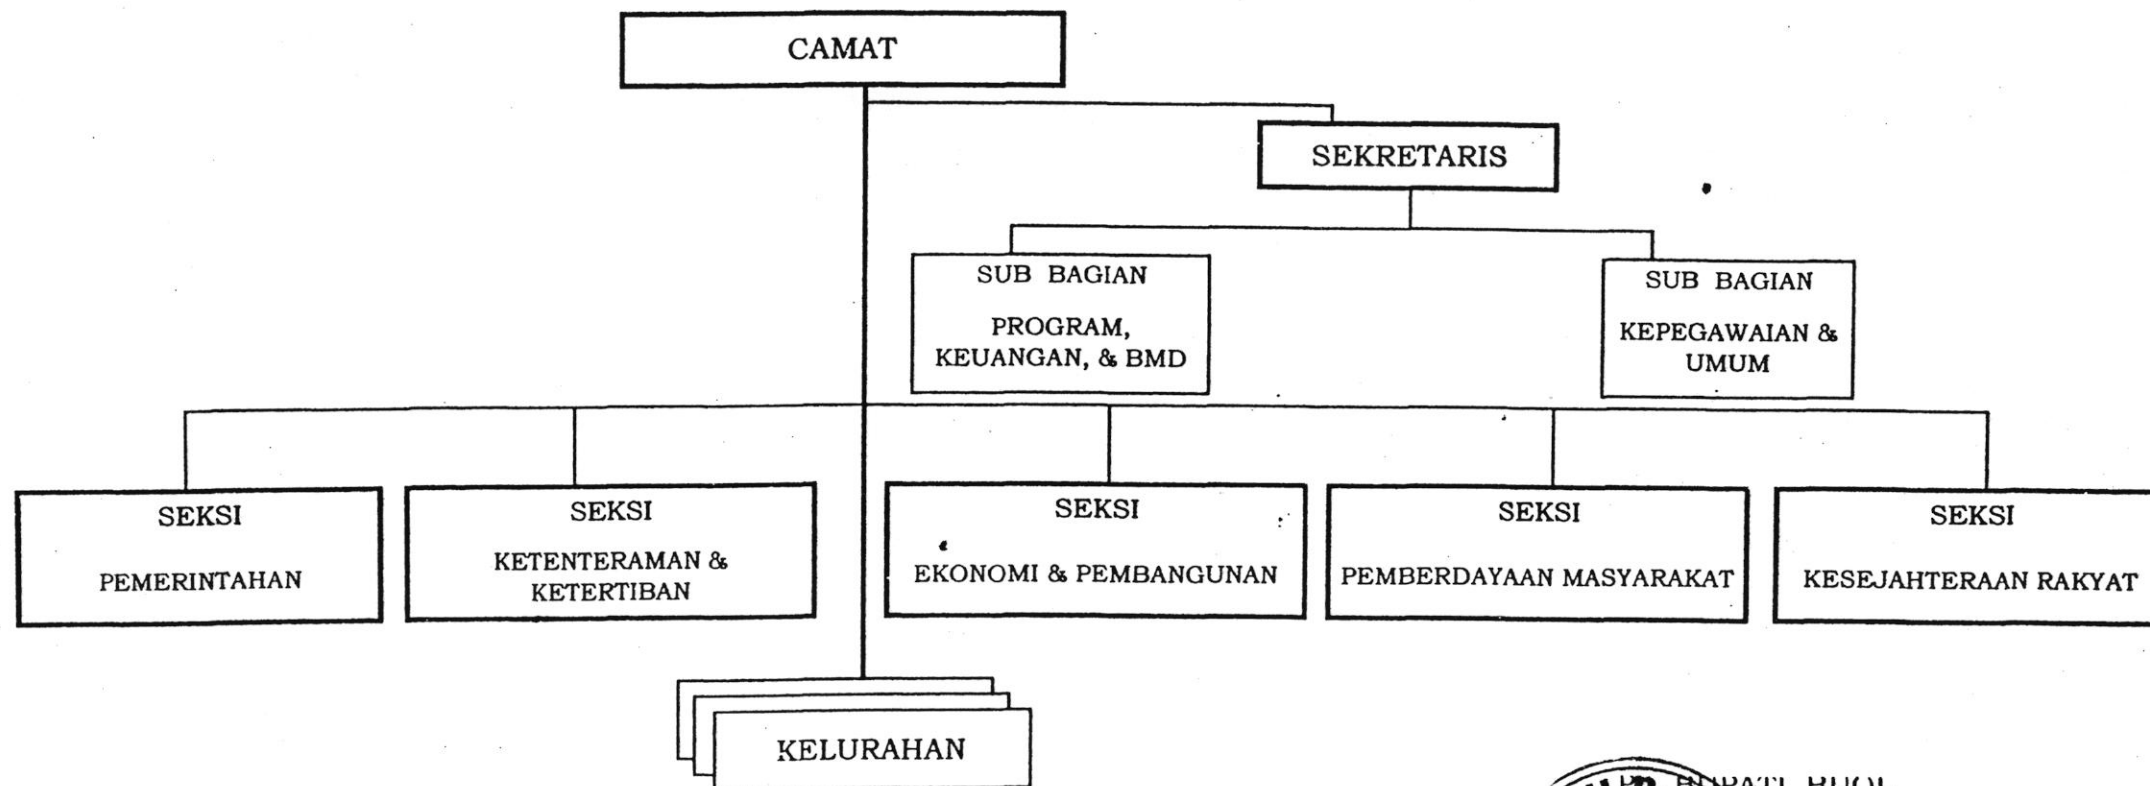 CAMAT
SEKRETARIS
SUB BAGIAN
PROGRAM,
KEUANGAN, & BMD
SUB BAGIAN
KEPEGAWAIAN &
UMUM
SEKSI
PEMERINTAHAN
SEKSI
KETENTERAMAN &
KETERTIBAN
SEKSI
EKONOMI & PEMBANGUNAN
SEKSI
PEMBERDAYAAN MASYARAKAT
SEKSI
KESEJAHTERAAN RAKYAT
KELURAHAN